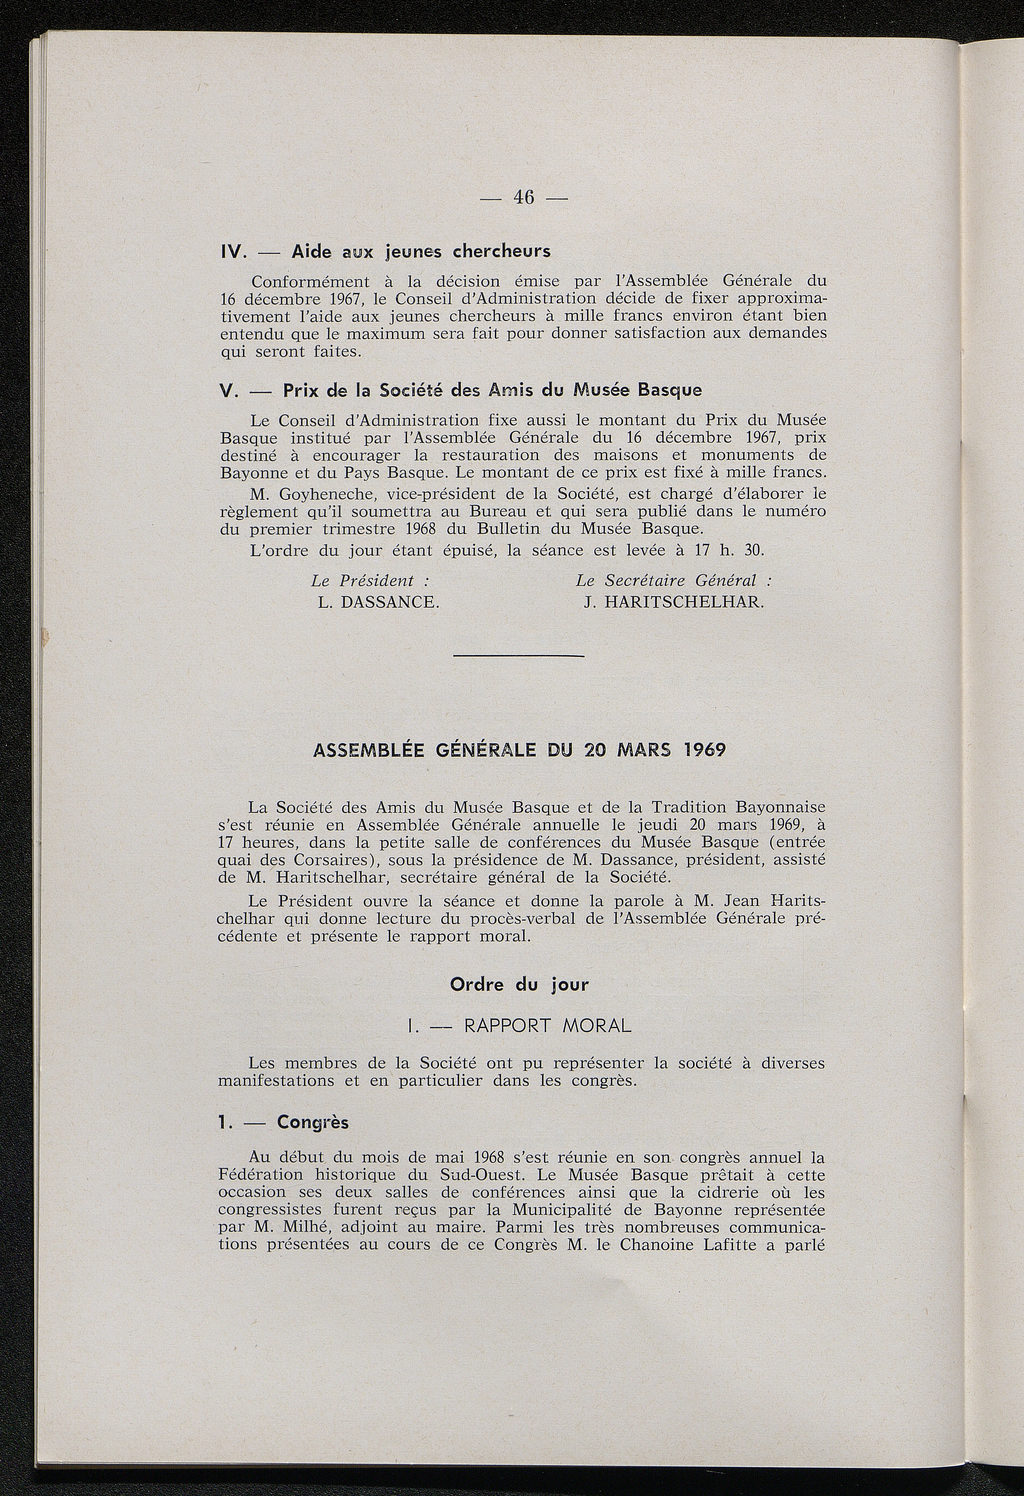 — 46 —
IV. — Aide aux jeunes chercheurs
Conformément à la décision émise par l'Assemblée Générale du
16 décembre 1967, le Conseil d'Administration décide de fixer approxima-
tivement l'aide aux jeunes chercheurs à mille francs environ étant bien
entendu que le maximum sera fait pour donner satisfaction aux demandes
qui seront faites.
V. — Prix de la Société des Amis du Musée Basque
Le Conseil d'Administration fixe aussi le montant du Prix du Musée
Basque institué par l'Assemblée Générale du 16 décembre 1967, prix
destiné à encourager la restauration des maisons et monuments de
Bayonne et du Pays Basque. Le montant de ce prix est fixé à mille francs.
M. Goyheneche, vice-président de la Société, est chargé d'élaborer le
règlement qu'il soumettra au Bureau et qui sera publié dans le numéro
du premier trimestre 1968 du Bulletin du Musée Basque.
L'ordre du jour étant épuisé, la séance est levée à 17 h. 30.
Le Président : Le Secrétaire Général :
L. DASSANCE. J. HARITSCHELHAR.
ASSEMBLÉE GÉNÉRALE DU 20 MARS 1969
La Société des Amis du Musée Basque et de la Tradition Bayonnaise
s'est réunie en Assemblée Générale annuelle le jeudi 20 mars 1969, à
17 heures, dans la petite salle de conférences du Musée Basque (entrée
quai des Corsaires), sous la présidence de M. Dassance, président, assisté
de M. Haritschelhar, secrétaire général de la Société.
Le Président ouvre la séance et donne la parole à M. Jean Harits-
chelhar qui donne lecture du procès-verbal de l'Assemblée Générale pré-
cédente et présente le rapport moral.
Ordre du jour
I. — RAPPORT MORAL
Les membres de la Société ont pu représenter la société à diverses
manifestations et en particulier dans les congrès.
1. — Congrès
Au début du mois de mai 1968 s'est réunie en son congrès annuel la
Fédération historique du Sud-Ouest. Le Musée Basque prêtait à cette
occasion ses deux salles de conférences ainsi que la cidrerie où les
congressistes furent reçus par la Municipalité de Bayonne représentée
par M. Milhé, adjoint au maire. Parmi les très nombreuses communica-
tions présentées au cours de ce Congrès M. le Chanoine Lafitte a parlé